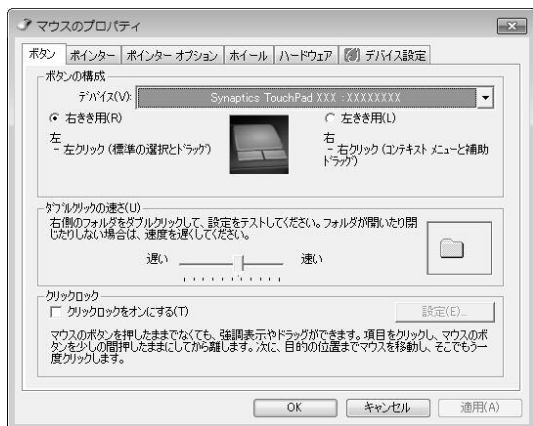 マウスのプロパティ
ボタン ポインター ポインター オプション ホイール ハードウェア デバイス設定
ボタンの構成
デバイス(V): Synaptics TouchPad XXX :XXXXXXXX
右きき用(R) 左きき用(L)
左 右
- 左クリック (標準の選択とドラッグ) - 右クリック (コンテキスト メニューと補助
ドラッグ)
ダブルクリックの速さ(U)
右側のフォルダをダブルクリックして、設定をテストしてください。フォルダが開いたり閉
じたりしない場合は、速度を遅くしてください。
遅い 速い
クリックロック
クリックロックをオンにする(T) 設定(E)...
マウスのボタンを押したままでなくても、強調表示やドラッグができます。項目をクリックし、マウスのボ
タンを少しの間押したままにしてから離します。次に、目的の位置までマウスを移動し、そこでもう一
度クリックします。
OK キャンセル 適用(A)